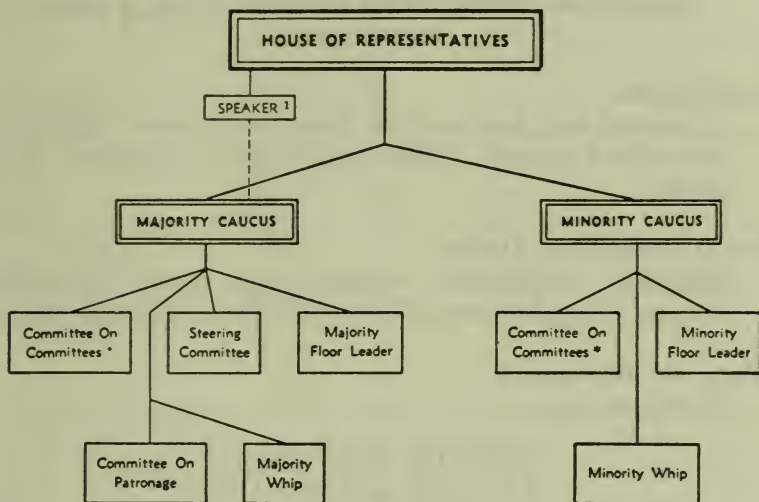 HOUSE OF REPRESENTATIVES
SPEAKER 1
MAJORITY CAUCUS
MINORITY CAUCUS
Committee On
Committees *
Steering
Committee
Majority
Floor Leader
Committee On
Committees *
Minority
Floor Leader
Committee On
Patronage
Majority
Whip
Minority Whip